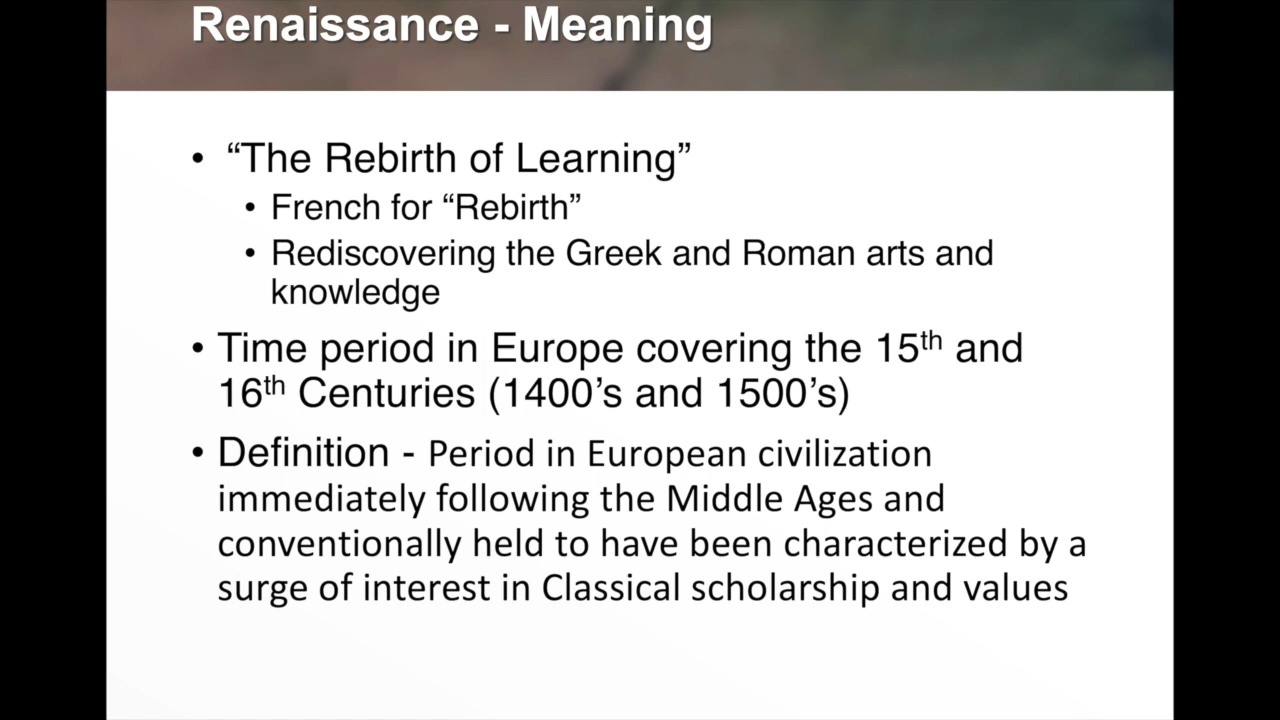 Renaissance - Meaning
• “The Rebirth of Learning”
• French for “Rebirth”
• Rediscovering the Greek and Roman arts and
knowledge
• Time period in Europe covering the 15th and
16th Centuries (1400’s and 1500’s)
• Definition - Period in European civilization
immediately following the Middle Ages and
conventionally held to have been characterized by a
surge of interest in Classical scholarship and values